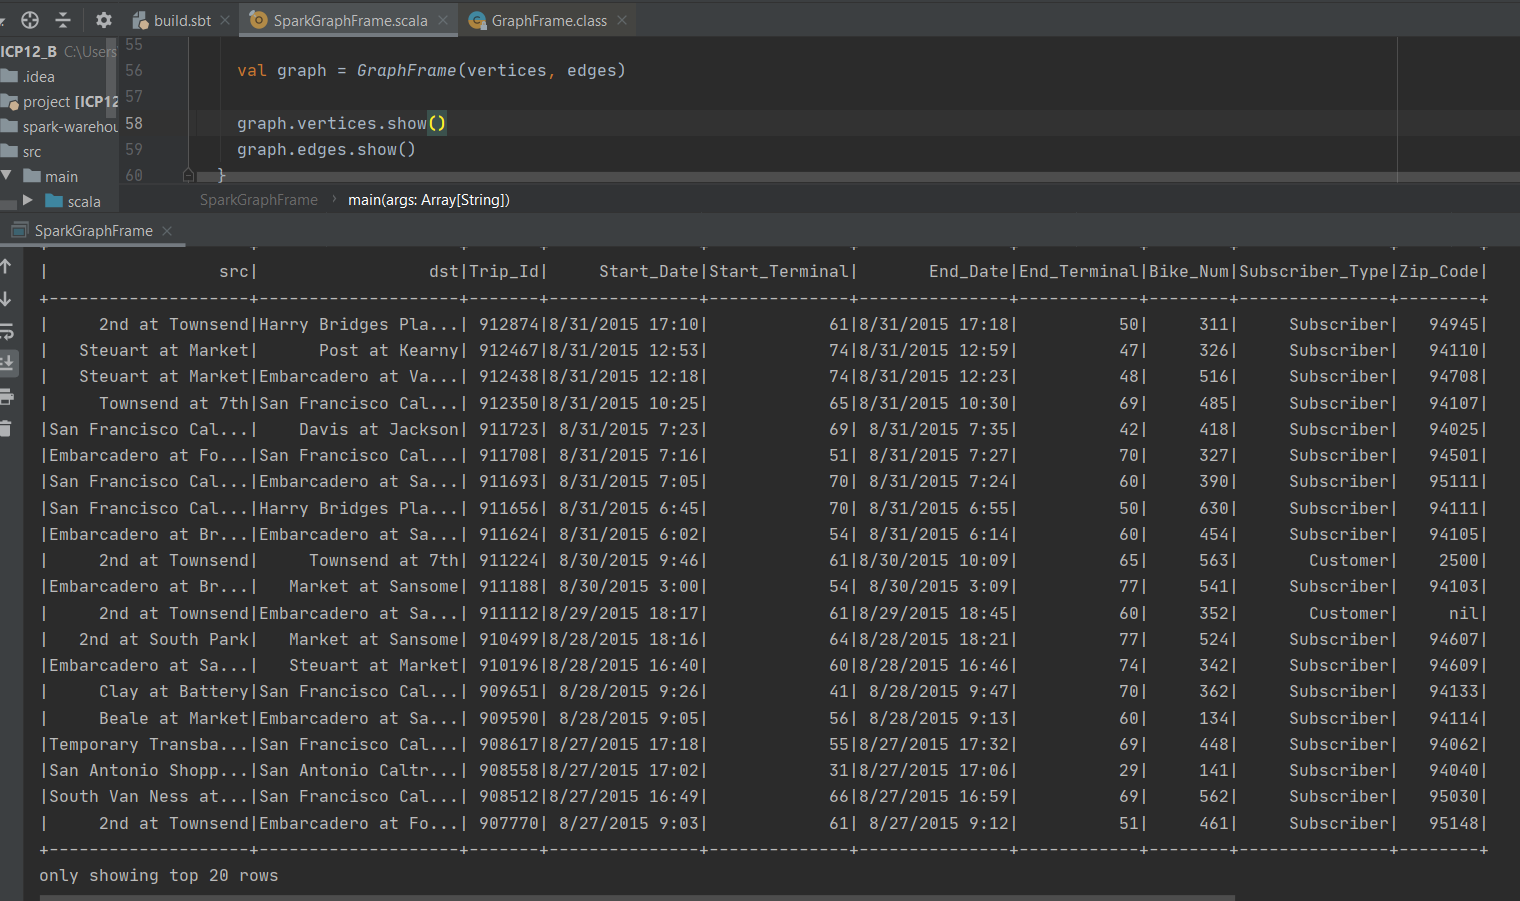 build.sbt SparkGraphFrame.scala GraphFrame.class
ICP12_B C:\Users
.idea
project [ICP12
spark-warehou
src
main
scala
55
56 val graph = GraphFrame(vertices, edges)
57
58 graph.vertices.show()
59 graph.edges.show()
60 }
SparkGraphFrame › main(args: Array[String])
SparkGraphFrame
| src| dst|Trip_Id| Start_Date|Start_Terminal| End_Date|End_Terminal|Bike_Num|Subscriber_Type|Zip_Code|
+--------------------+--------------------+-------+---------------+--------------+---------------+------------+--------+---------------+--------+
| 2nd at Townsend|Harry Bridges Pla...| 912874|8/31/2015 17:10| 61|8/31/2015 17:18| 50| 311| Subscriber| 94945|
| Steuart at Market| Post at Kearny| 912467|8/31/2015 12:53| 74|8/31/2015 12:59| 47| 326| Subscriber| 94110|
| Steuart at Market|Embarcadero at Va...| 912438|8/31/2015 12:18| 74|8/31/2015 12:23| 48| 516| Subscriber| 94708|
| Townsend at 7th|San Francisco Cal...| 912350|8/31/2015 10:25| 65|8/31/2015 10:30| 69| 485| Subscriber| 94107|
|San Francisco Cal...| Davis at Jackson| 911723| 8/31/2015 7:23| 69| 8/31/2015 7:35| 42| 418| Subscriber| 94025|
|Embarcadero at Fo...|San Francisco Cal...| 911708| 8/31/2015 7:16| 51| 8/31/2015 7:27| 70| 327| Subscriber| 94501|
|San Francisco Cal...|Embarcadero at Sa...| 911693| 8/31/2015 7:05| 70| 8/31/2015 7:24| 60| 390| Subscriber| 95111|
|San Francisco Cal...|Harry Bridges Pla...| 911656| 8/31/2015 6:45| 70| 8/31/2015 6:55| 50| 630| Subscriber| 94111|
|Embarcadero at Br...|Embarcadero at Sa...| 911624| 8/31/2015 6:02| 54| 8/31/2015 6:14| 60| 454| Subscriber| 94105|
| 2nd at Townsend| Townsend at 7th| 911224| 8/30/2015 9:46| 61|8/30/2015 10:09| 65| 563| Customer| 2500|
|Embarcadero at Br...| Market at Sansome| 911188| 8/30/2015 3:00| 54| 8/30/2015 3:09| 77| 541| Subscriber| 94103|
| 2nd at Townsend|Embarcadero at Sa...| 911112|8/29/2015 18:17| 61|8/29/2015 18:45| 60| 352| Customer| nil|
| 2nd at South Park| Market at Sansome| 910499|8/28/2015 18:16| 64|8/28/2015 18:21| 77| 524| Subscriber| 94607|
|Embarcadero at Sa...| Steuart at Market| 910196|8/28/2015 16:40| 60|8/28/2015 16:46| 74| 342| Subscriber| 94609|
| Clay at Battery|San Francisco Cal...| 909651| 8/28/2015 9:26| 41| 8/28/2015 9:47| 70| 362| Subscriber| 94133|
| Beale at Market|Embarcadero at Sa...| 909590| 8/28/2015 9:05| 56| 8/28/2015 9:13| 60| 134| Subscriber| 94114|
|Temporary Transba...|San Francisco Cal...| 908617|8/27/2015 17:18| 55|8/27/2015 17:32| 69| 448| Subscriber| 94062|
|San Antonio Shopp...|San Antonio Caltr...| 908558|8/27/2015 17:02| 31|8/27/2015 17:06| 29| 141| Subscriber| 94040|
|South Van Ness at...|San Francisco Cal...| 908512|8/27/2015 16:49| 66|8/27/2015 16:59| 69| 562| Subscriber| 95030|
| 2nd at Townsend|Embarcadero at Fo...| 907770| 8/27/2015 9:03| 61| 8/27/2015 9:12| 51| 461| Subscriber| 95148|
+--------------------+--------------------+-------+---------------+--------------+---------------+------------+--------+---------------+--------+
only showing top 20 rows